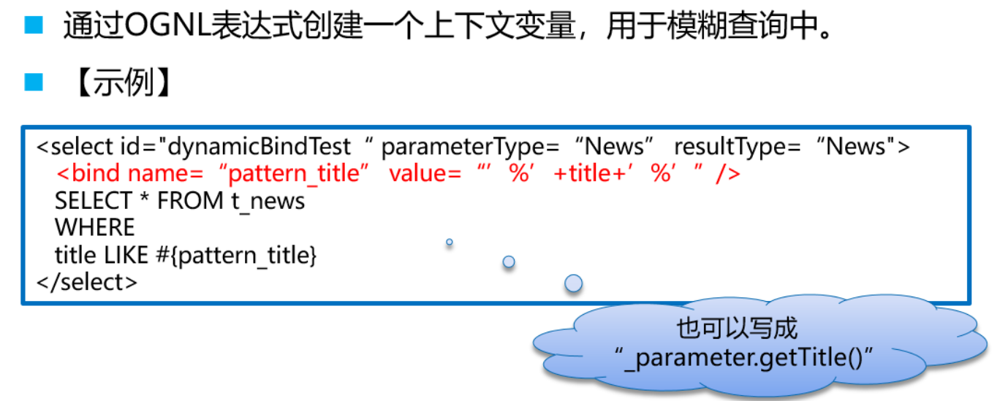 通过OGNL表达式创建一个上下文变量，用于模糊查询中。
【示例】
<select id="dynamicBindTest “ parameterType= “News” resultType= “News">
<bind name= “pattern_title” value= “’ %’ +title+’ %’ ” />
SELECT * FROM t_news
WHERE
title LIKE #{pattern_title}
</select>
也可以写成
“_parameter.getTitle()”